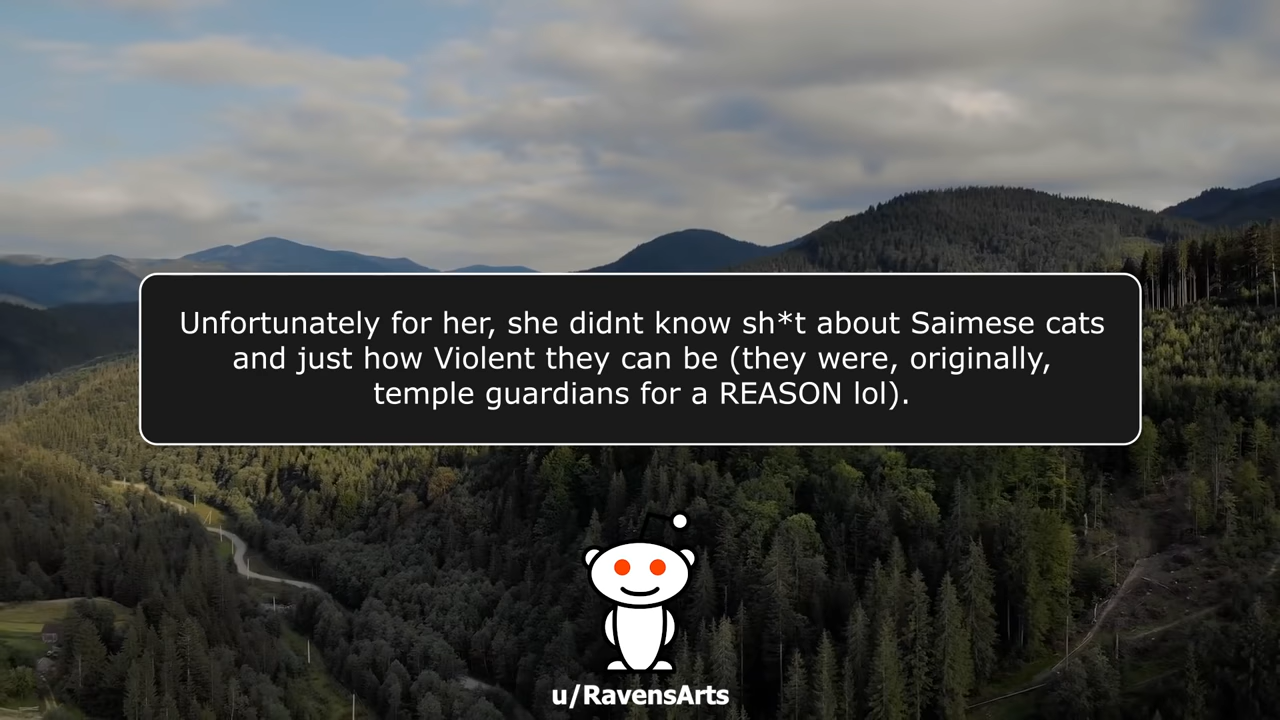 Unfortunately for her, she didnt know sh*t about Saimese cats
and just how Violent they can be (they were, originally,
temple guardians for a REASON lol).
u/RavensArts